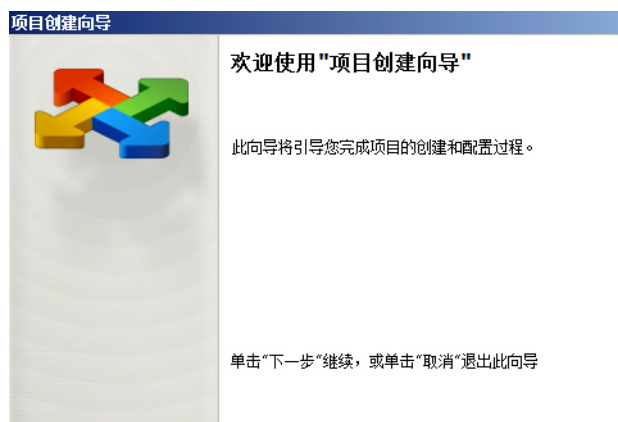 项目创建向导
欢迎使用"项目创建向导"
此向导将引导您完成项目的创建和配置过程。
单击"下一步"继续，或单击"取消"退出此向导